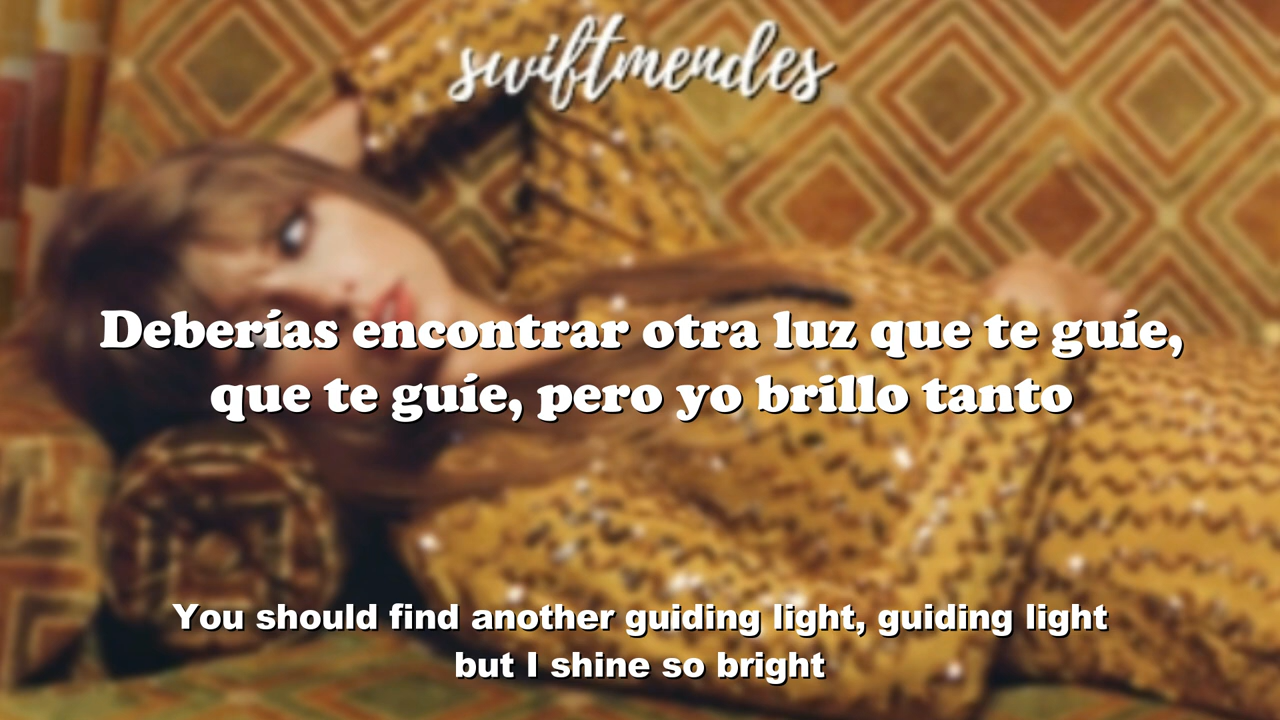 swiftmendes
Deberías encontrar otra luz que te guíe,
que te guíe, pero yo brillo tanto
You should find another guiding light, guiding light
but I shine so bright